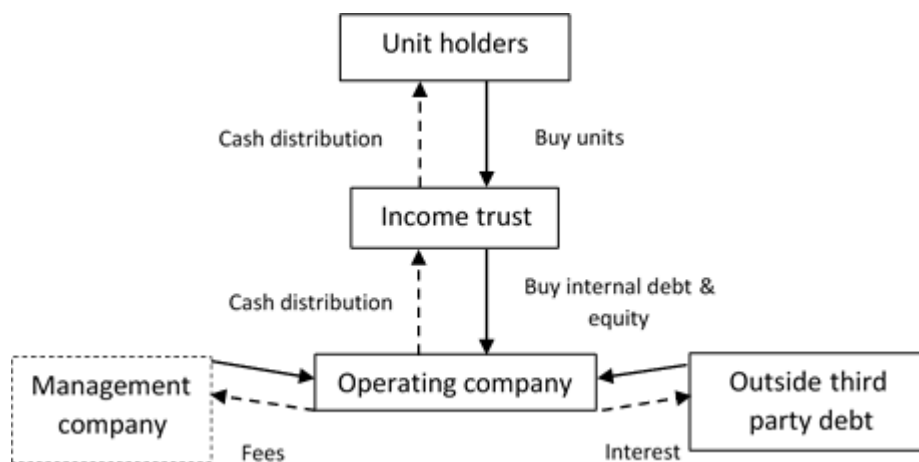 Unit holders
Cash distribution
Buy units
Income trust
Cash distribution
Buy internal debt &
equity
Management
company
Operating company
Outside third
party debt
Fees
Interest